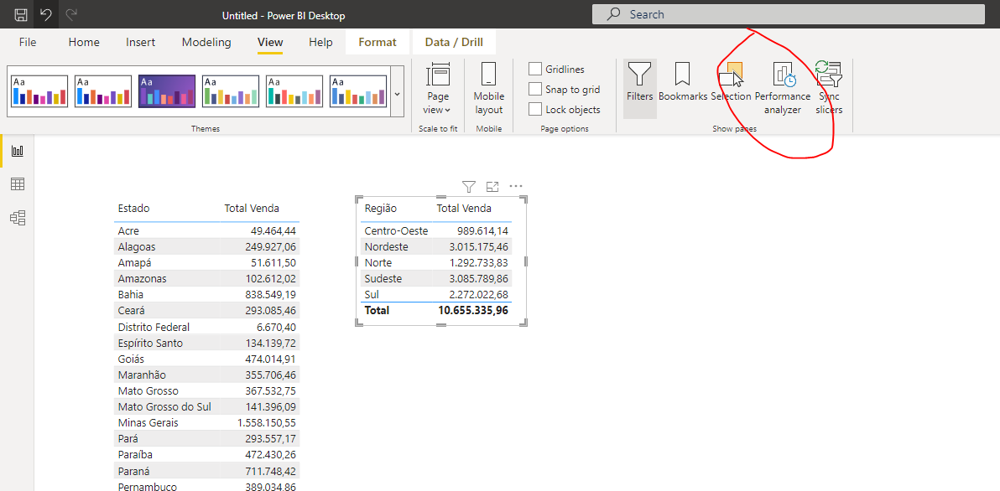 Untitled - Power BI Desktop
Search
File Home Insert Modeling View Help Format Data / Drill
Aa Aa Aa Aa Aa Aa
Themes
Page view
Scale to fit
Mobile layout
Mobile
Gridlines
Snap to grid
Lock objects
Page options
Filters
Bookmarks
Selection
Performance analyzer
Sync slicers
Show panes
Estado Total Venda
Acre 49.464,44
Alagoas 249.927,06
Amapá 51.611,50
Amazonas 102.612,02
Bahia 838.549,19
Ceará 293.085,46
Distrito Federal 6.670,40
Espírito Santo 134.139,72
Goiás 474.014,91
Maranhão 355.706,46
Mato Grosso 367.532,75
Mato Grosso do Sul 141.396,09
Minas Gerais 1.558.150,55
Pará 293.557,17
Paraíba 472.430,26
Paraná 711.748,42
Pernambuco 389.034,86
Região Total Venda
Centro-Oeste 989.614,14
Nordeste 3.015.175,46
Norte 1.292.733,83
Sudeste 3.085.789,86
Sul 2.272.022,68
Total 10.655.335,96